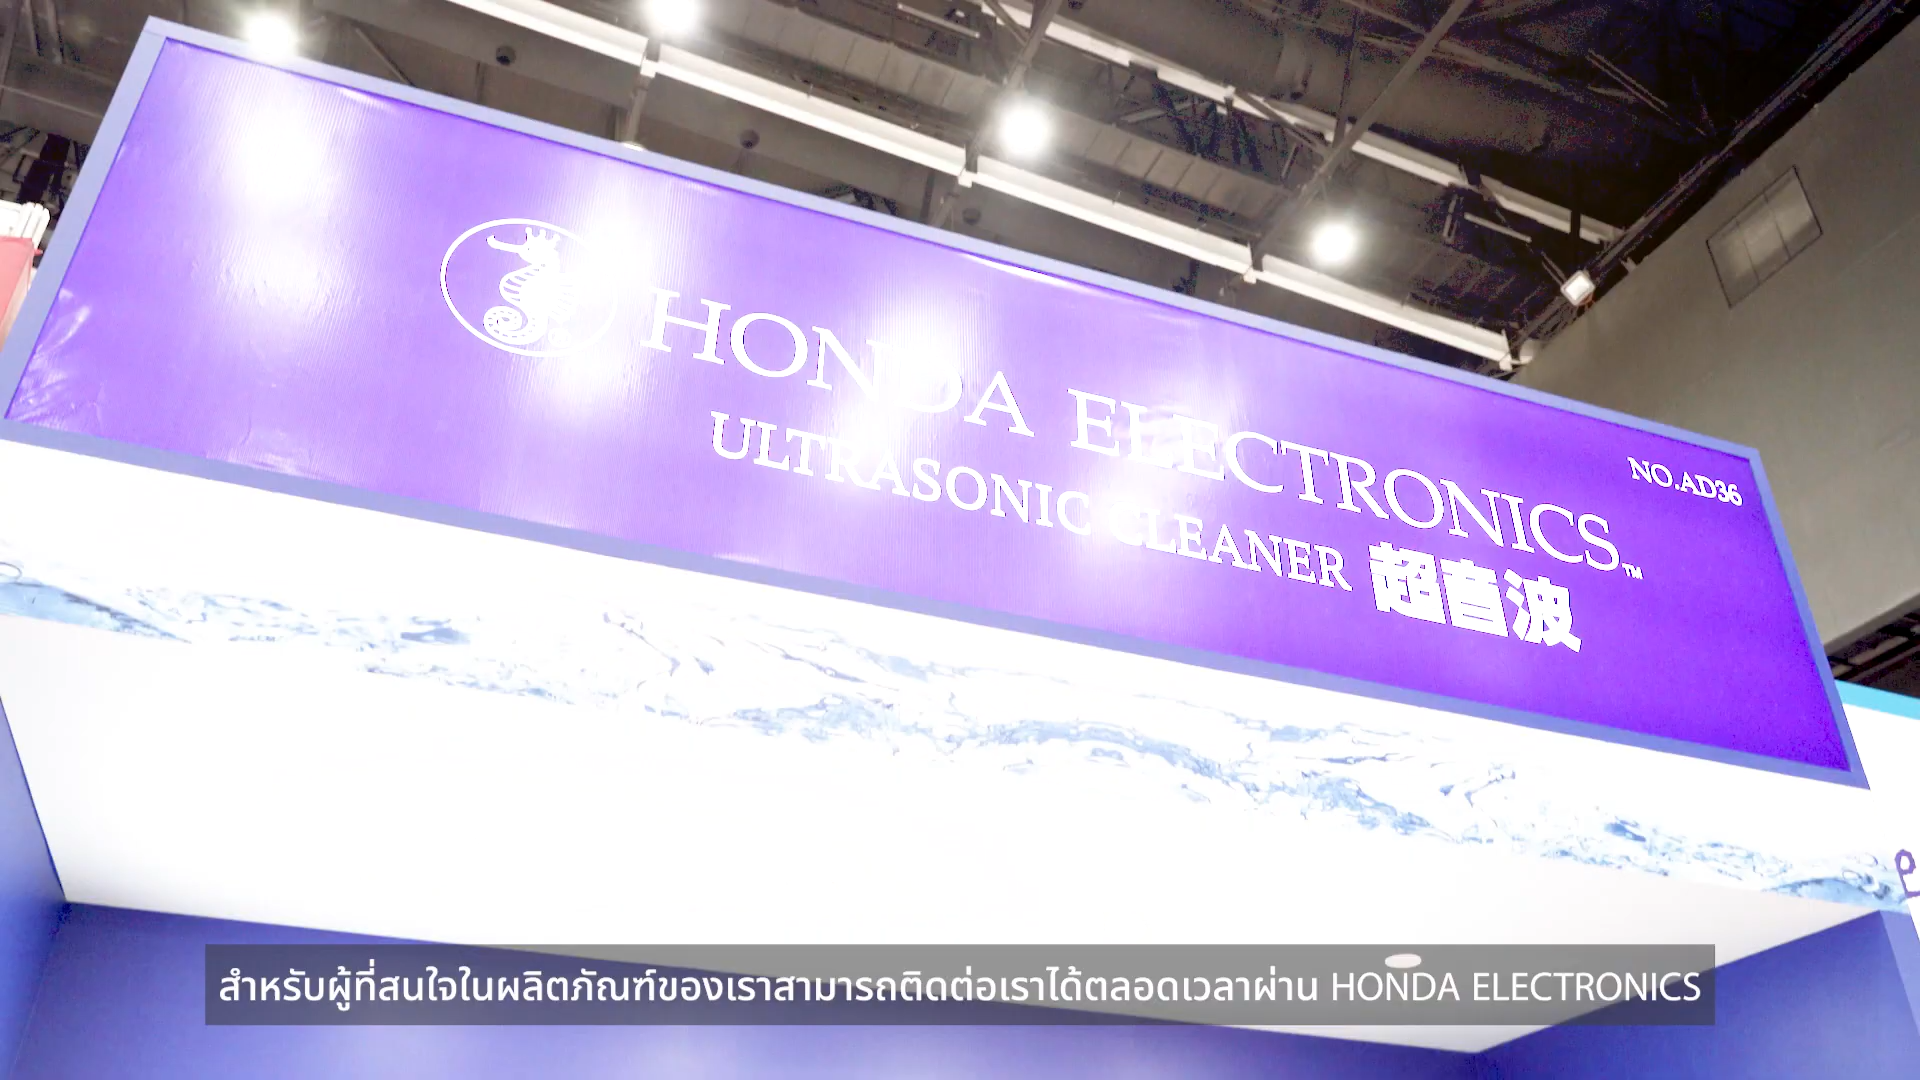 HONDA ELECTRONICS™
NO.AD36
ULTRASONIC CLEANER 超音波
สำหรับผู้ที่สนใจในผลิตภัณฑ์ของเราสามารถติดต่อเราได้ตลอดเวลาผ่าน HONDA ELECTRONICS